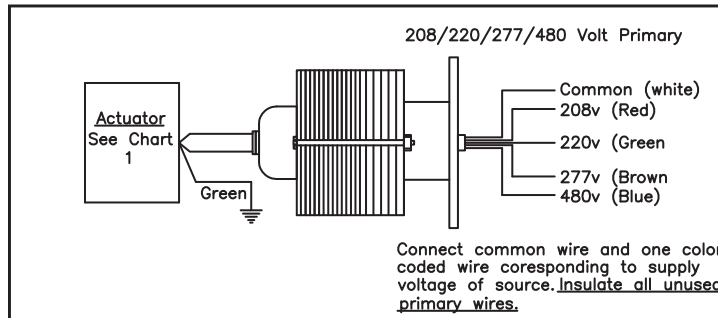 208/220/277/480 Volt Primary
Actuator
See Chart
1
Green
Common (white)
208v (Red)
220v (Green
277v (Brown
480v (Blue)
Connect common wire and one color
coded wire coresponding to supply
voltage of source. Insulate all unused
primary wires.